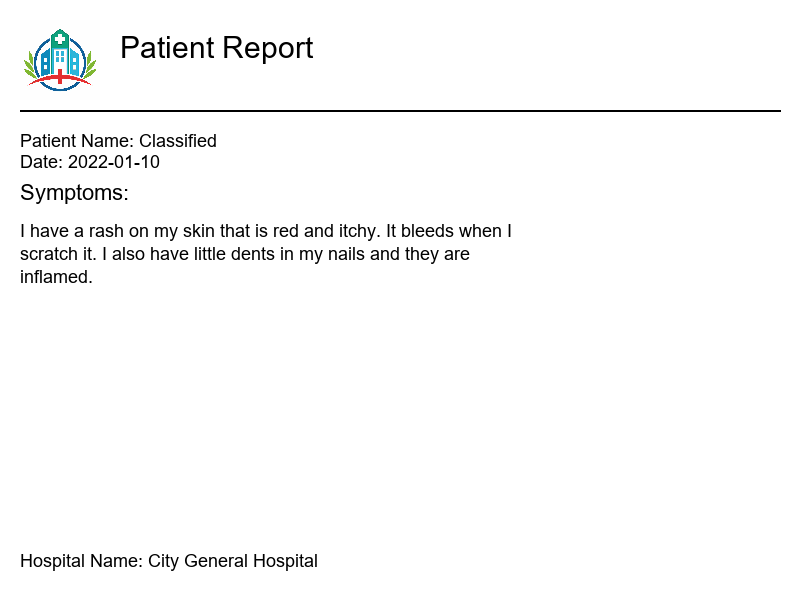 Patient Report
Patient Name: Classified
Date: 2022-01-10
Symptoms:
I have a rash on my skin that is red and itchy. It bleeds when I
scratch it. I also have little dents in my nails and they are
inflamed.
Hospital Name: City General Hospital